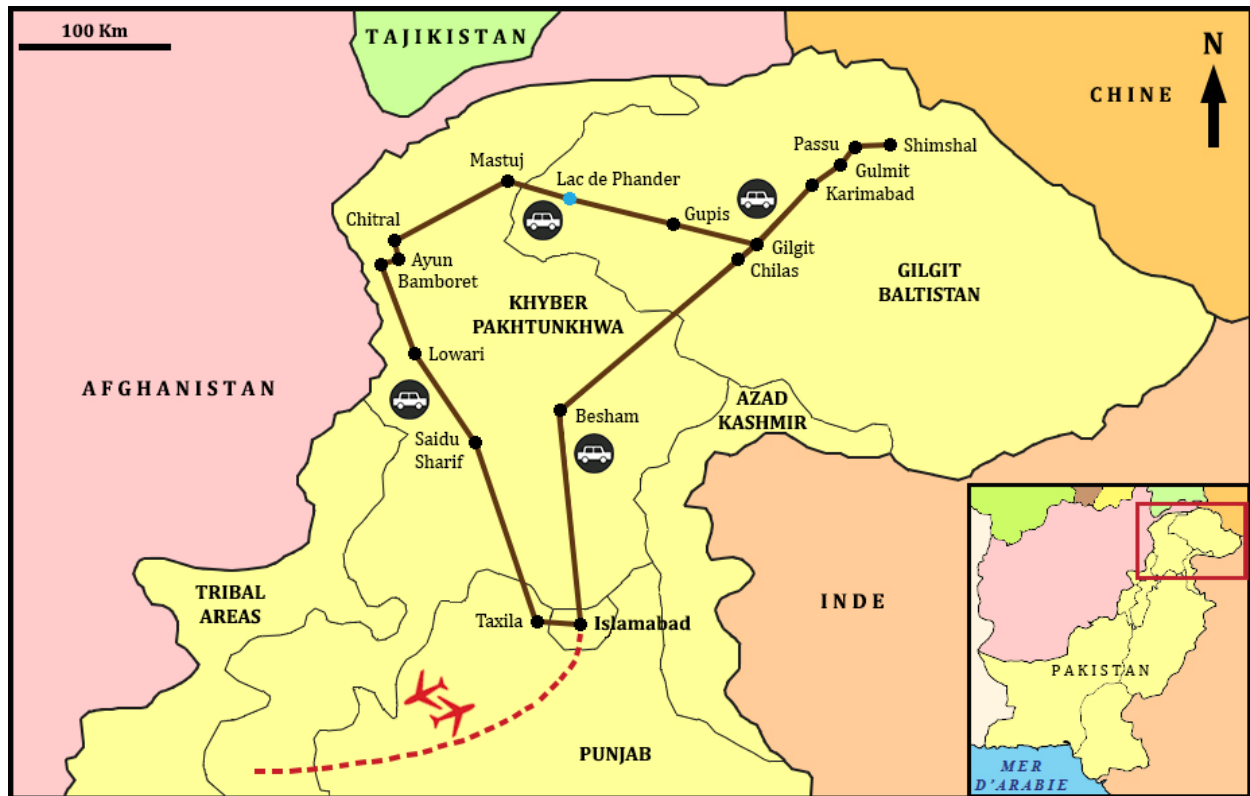 100 Km
TAJIKISTAN
N
CHINE
Passu
Shimshal
Mastuj
Gulmit
Lac de Phander
Karimabad
Chitral
Gupis
Gilgit
Ayun
Chilas
Bamboret
GILGIT
BALTISTAN
KHYBER
PAKHTUNKHWA
Lowari
AFGHANISTAN
AZAD
KASHMIR
Besham
Saidu
Sharif
TRIBAL
AREAS
INDE
Taxila
Islamabad
PUNJAB
PAKISTAN
MER
D'ARABIE